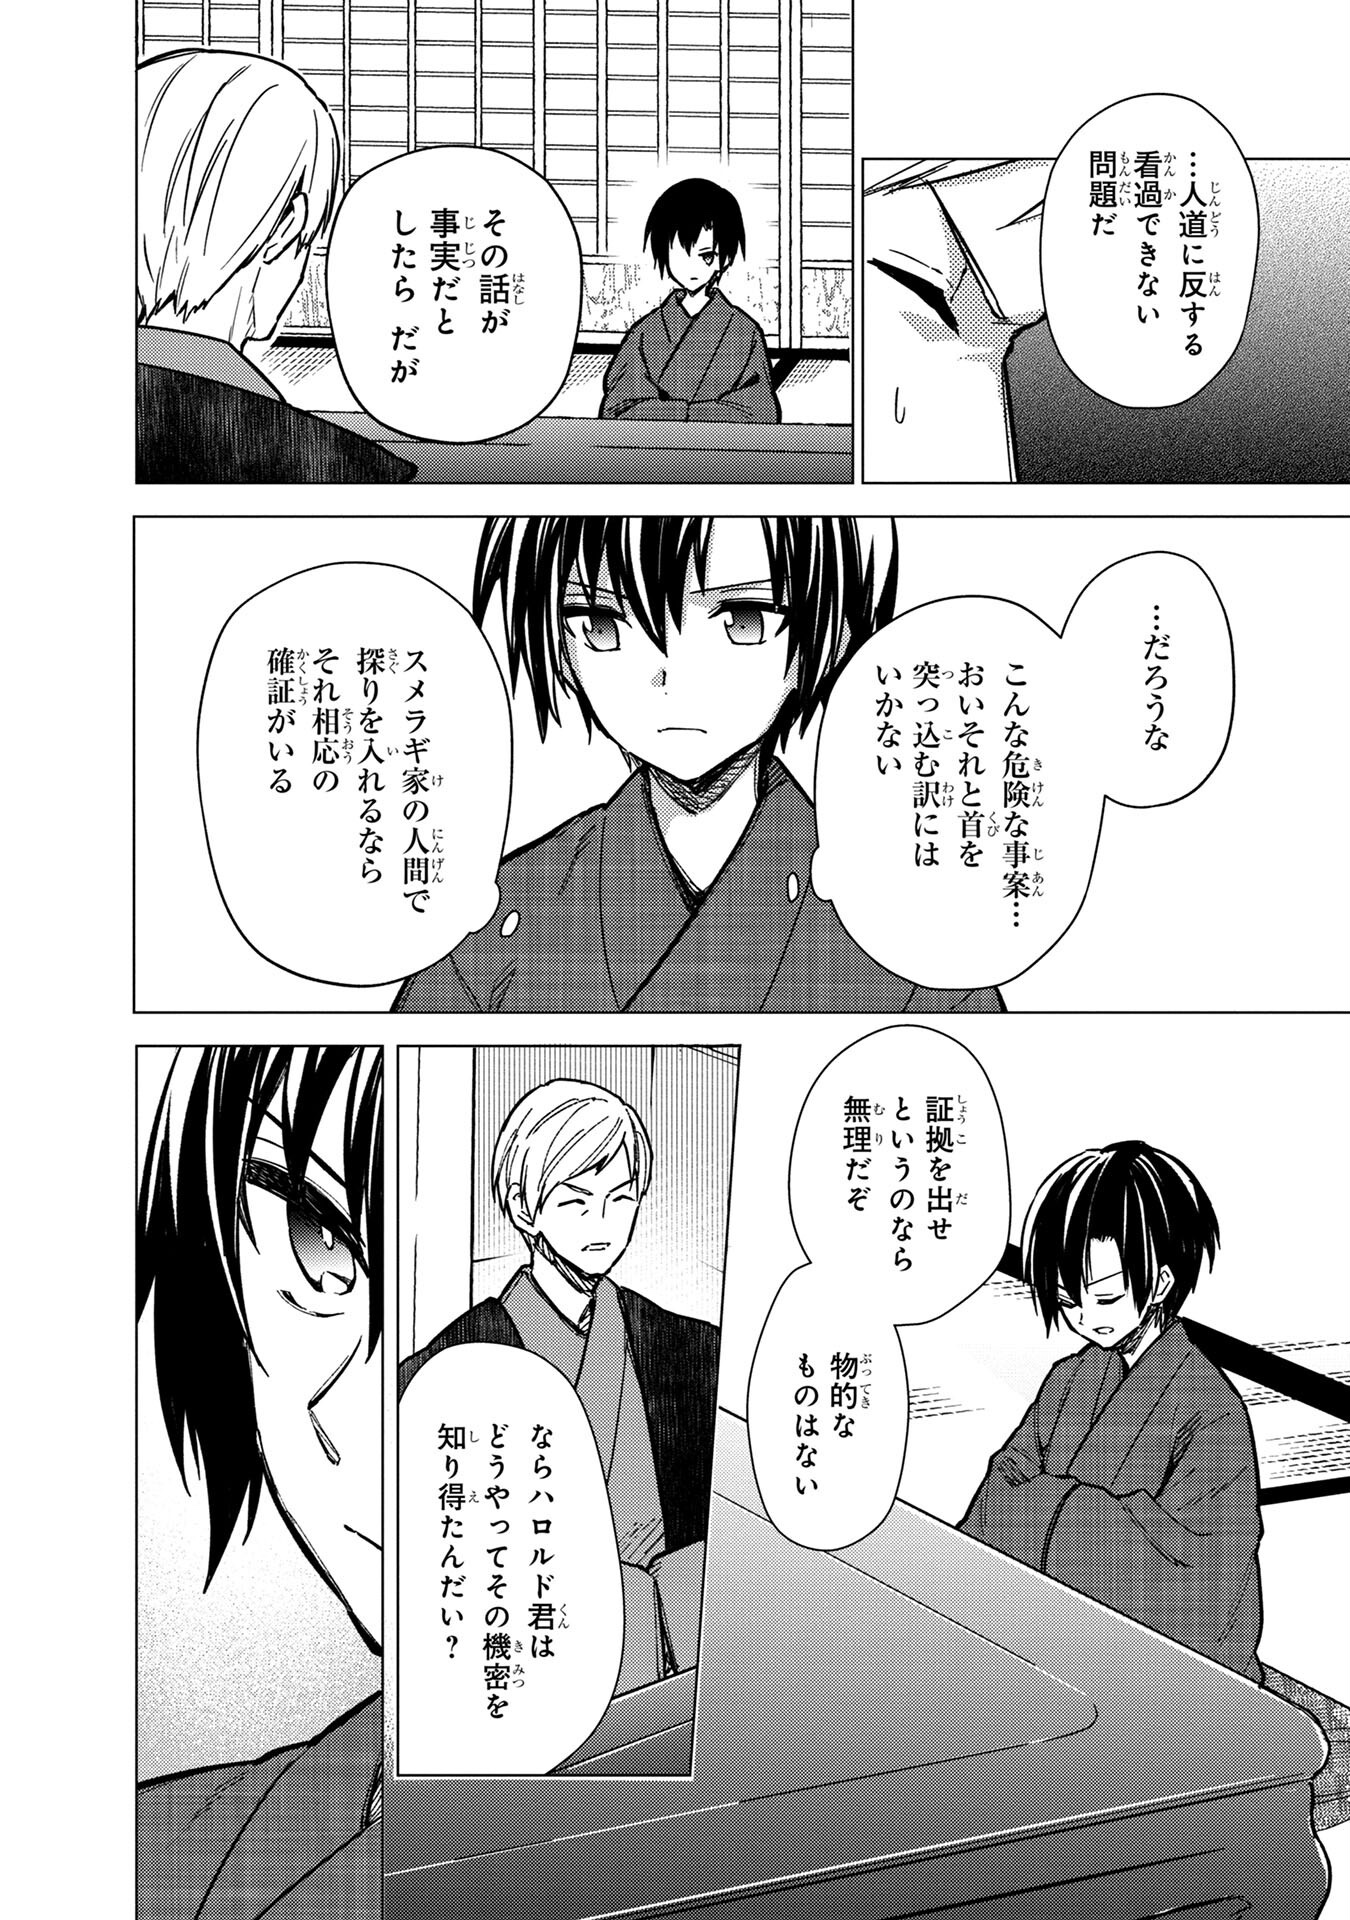 …人道に反する
看過できない
問題だ
その話が
事実だと
したら だが
…だろうな
こんな危険な事案…
おいそれと首を
突っ込む訳には
いかない
スメラギ家の人間で
探りを入れるなら
それ相応の
確証がいる
証拠を出せ
というのなら
無理だぞ
物的な
ものはない
ならハロルド君は
どうやってその機密を
知り得たんだい？